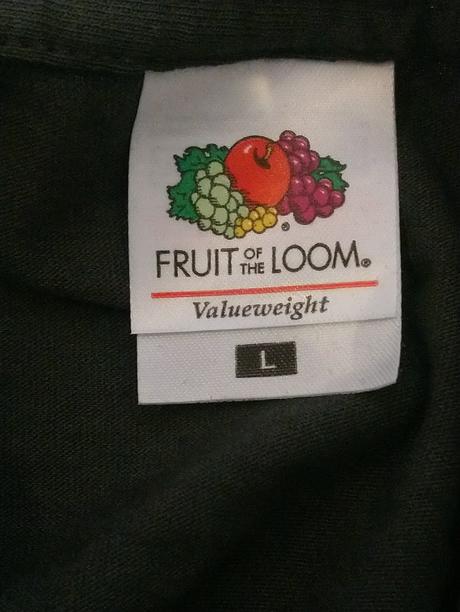 ®
FRUIT OF THE LOOM®
Valueweight
L